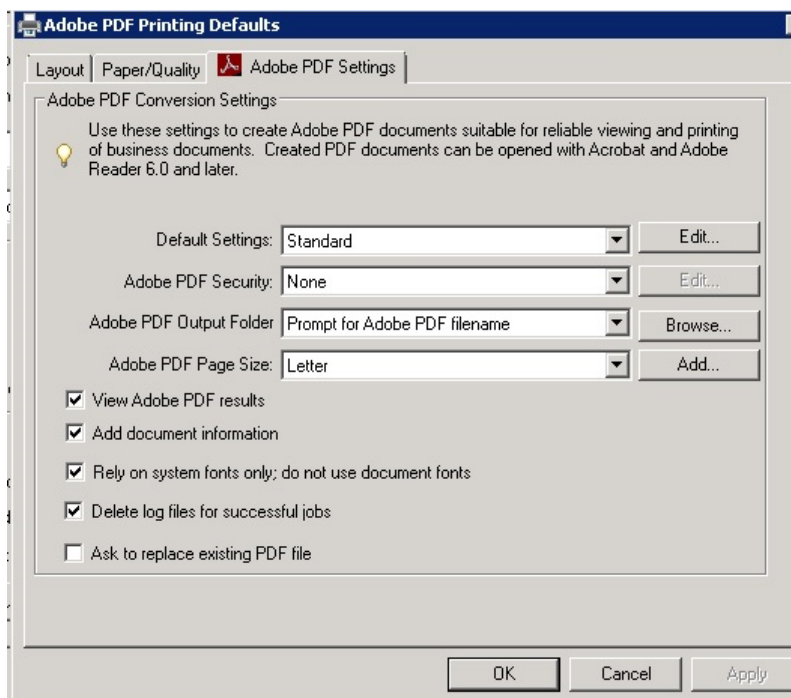 Adobe PDF Printing Defaults
Layout Paper/Quality Adobe PDF Settings
Adobe PDF Conversion Settings
Use these settings to create Adobe PDF documents suitable for reliable viewing and printing
of business documents. Created PDF documents can be opened with Acrobat and Adobe
Reader 6.0 and later.
Default Settings: Standard Edit...
Adobe PDF Security: None Edit...
Adobe PDF Output Folder Prompt for Adobe PDF filename Browse...
Adobe PDF Page Size: Letter Add...
View Adobe PDF results
Add document information
Rely on system fonts only; do not use document fonts
Delete log files for successful jobs
Ask to replace existing PDF file
OK Cancel Apply